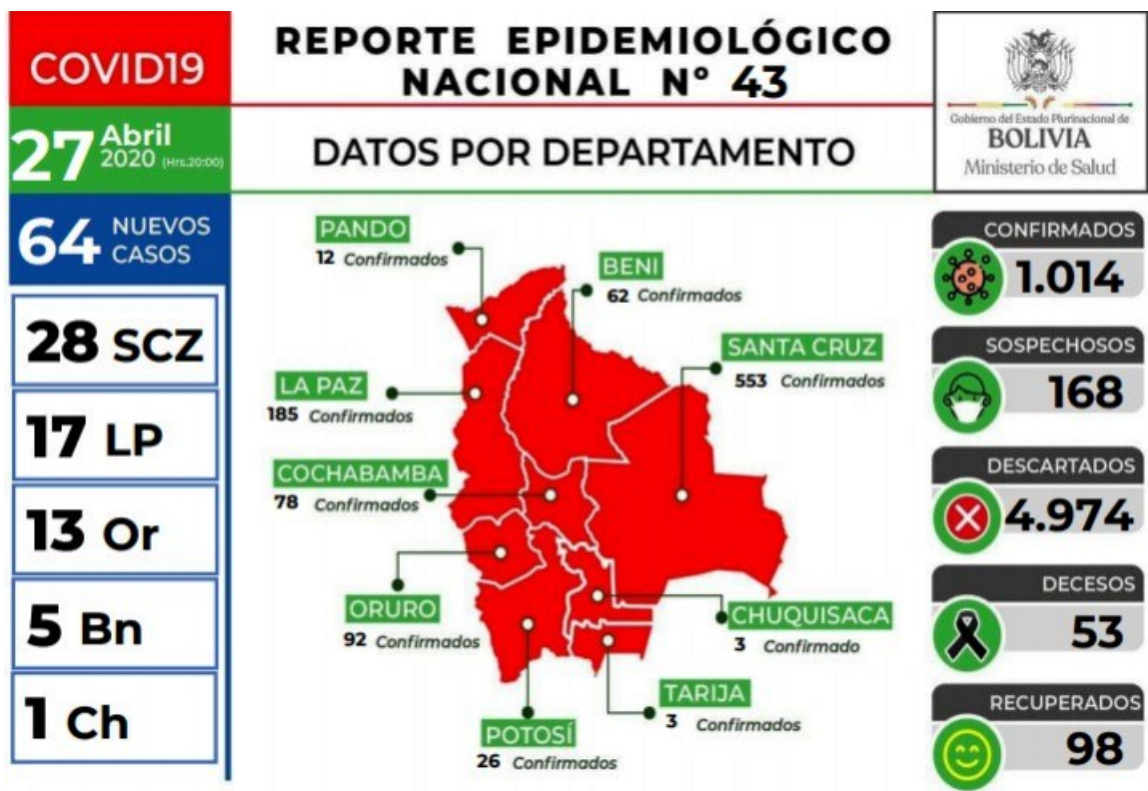 COVID19
REPORTE EPIDEMIOLÓGICO
NACIONAL N° 43
27 Abril
2020 (Hrs.20:00)
DATOS POR DEPARTAMENTO
Gobierno del Estado Plurinacional de
BOLIVIA
Ministerio de Salud
64 NUEVOS
CASOS
28 SCZ
17 LP
13 Or
5 Bn
1 Ch
PANDO
12 Confirmados
BENI
62 Confirmados
SANTA CRUZ
553 Confirmados
LA PAZ
185 Confirmados
COCHABAMBA
78 Confirmados
ORURO
92 Confirmados
CHUQUISACA
3 Confirmado
TARIJA
3 Confirmados
POTOSÍ
26 Confirmados
CONFIRMADOS
1.014
SOSPECHOSOS
168
DESCARTADOS
4.974
DECESOS
53
RECUPERADOS
98